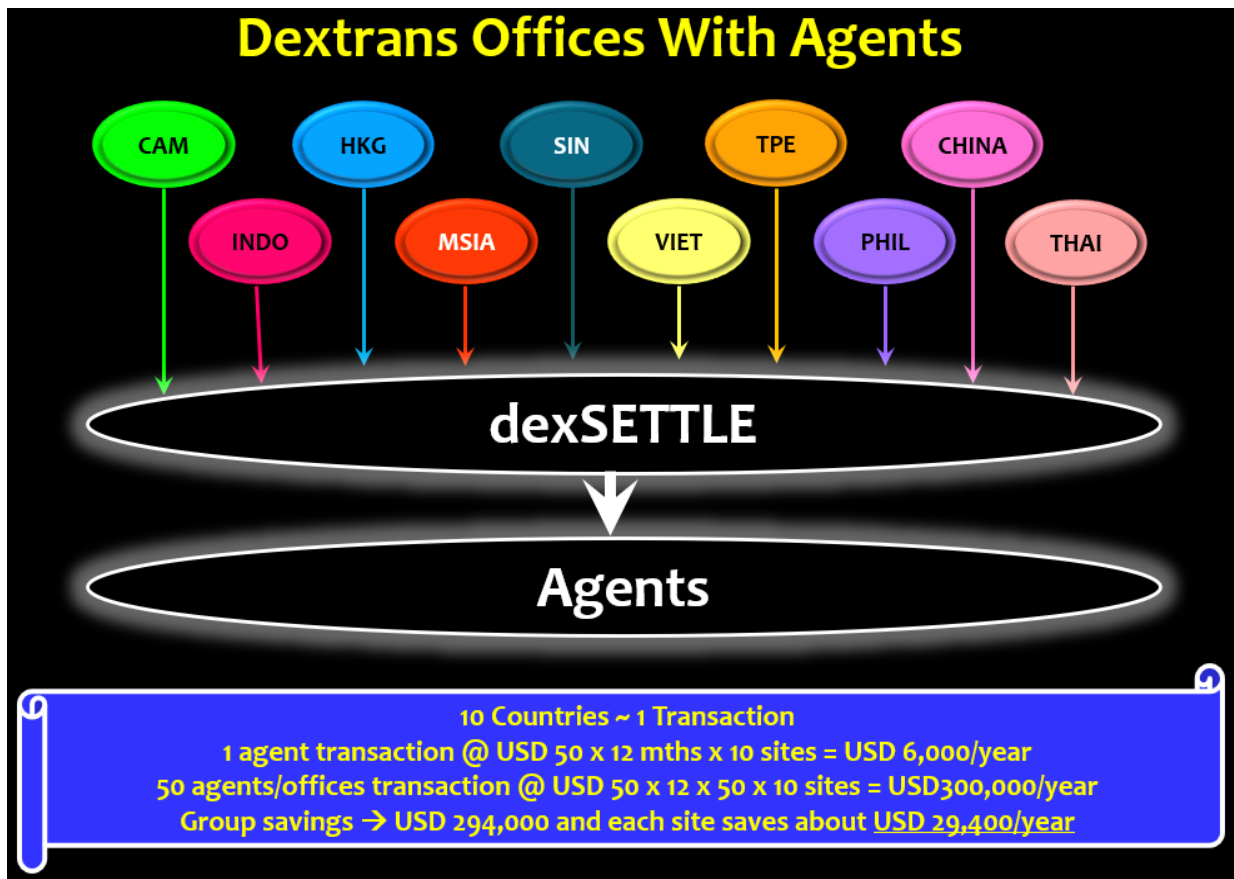 Dextrans Offices With Agents
CAM
HKG
SIN
TPE
CHINA
INDO
MSIA
VIET
PHIL
THAI
dexSETTLE
Agents
10 Countries ~ 1 Transaction
1 agent transaction @ USD 50 x 12 mths x 10 sites = USD 6,000/year
50 agents/offices transaction @ USD 50 x 12 x 50 x 10 sites = USD300,000/year
Group savings → USD 294,000 and each site saves about USD 29,400/year